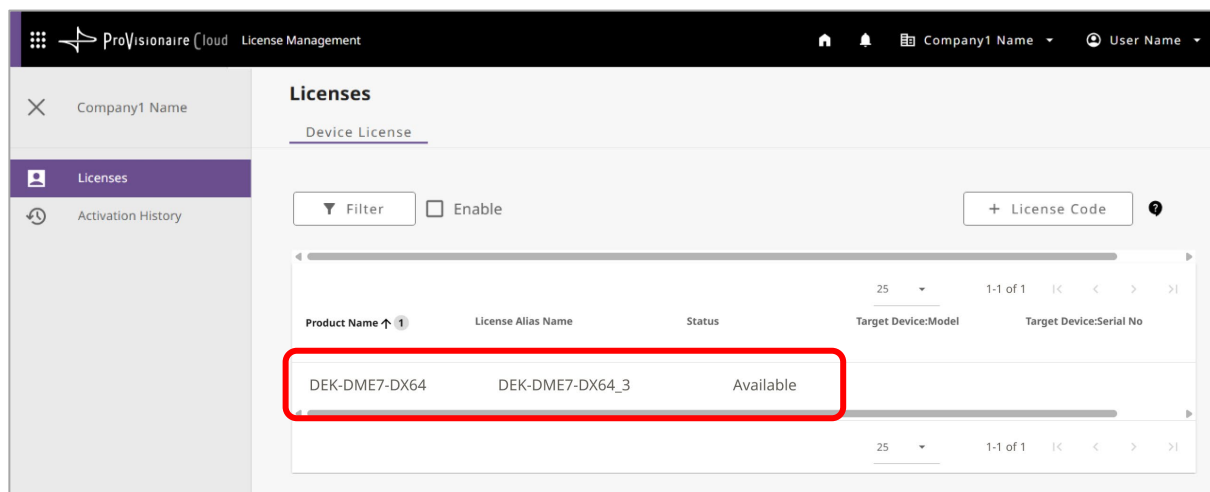 ProVisionaire Cloud License Management Company1 Name User Name
Company1 Name
Licenses
Device License
Licenses
Activation History
Filter Enable + License Code ?
25 1-1 of 1
Product Name ↑ 1 License Alias Name Status Target Device:Model Target Device:Serial No
DEK-DME7-DX64 DEK-DME7-DX64_3 Available
25 1-1 of 1